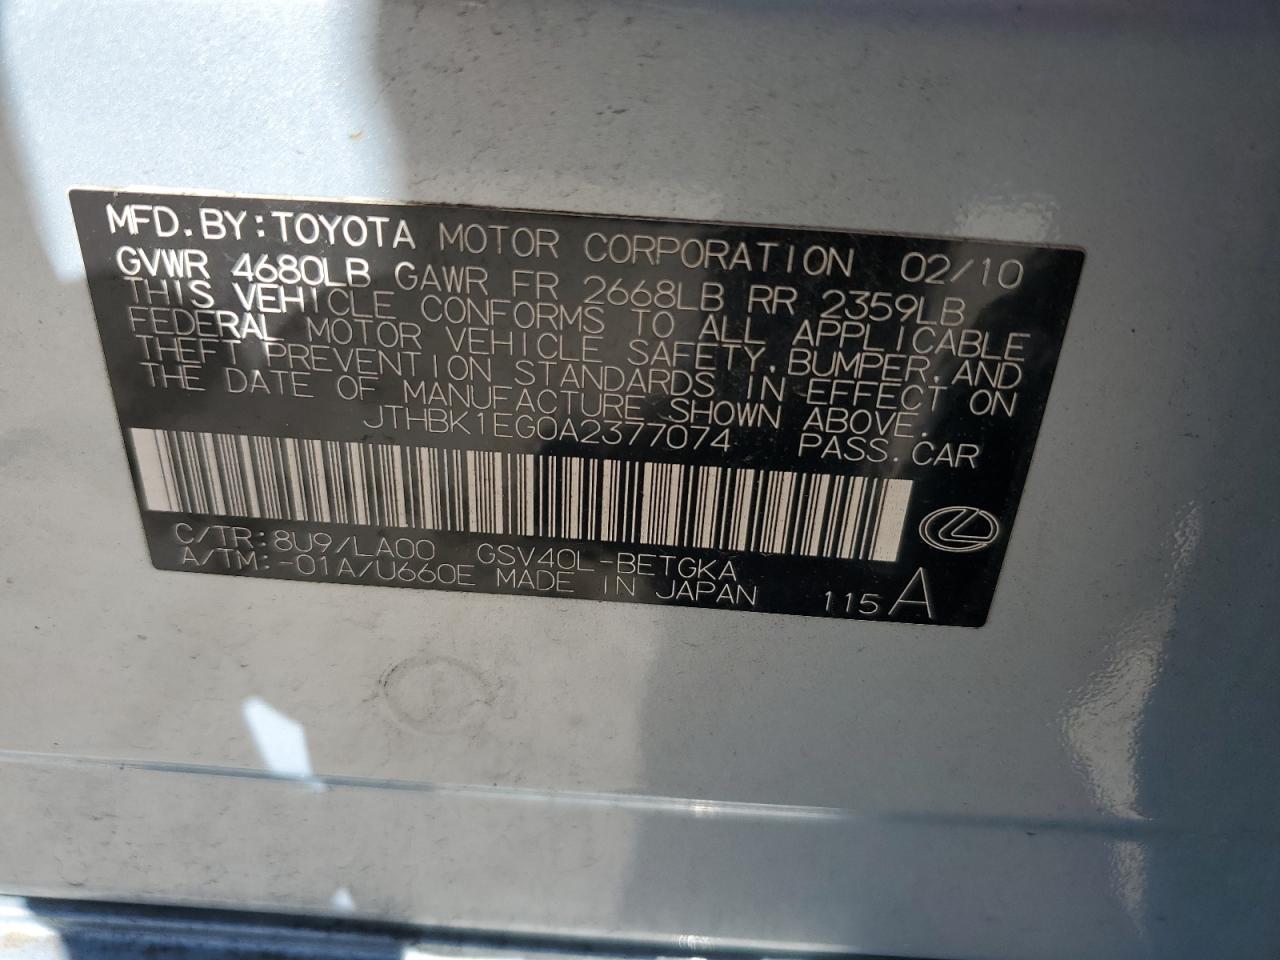 MFD. BY: TOYOTA MOTOR CORPORATION 02/10
GVWR 4680LB GAWR FR 2668LB RR 2359LB
THIS VEHICLE CONFORMS TO ALL APPLICABLE
FEDERAL MOTOR VEHICLE SAFETY, BUMPER, AND
THEFT PREVENTION STANDARDS IN EFFECT ON
THE DATE OF MANUFACTURE SHOWN ABOVE.
JTHBK1EG0A2377074 PASS. CAR
C/TR: 8U9/LA00 GSV40L-BETGKA
A/TM: -01A/U660E MADE IN JAPAN 115 A